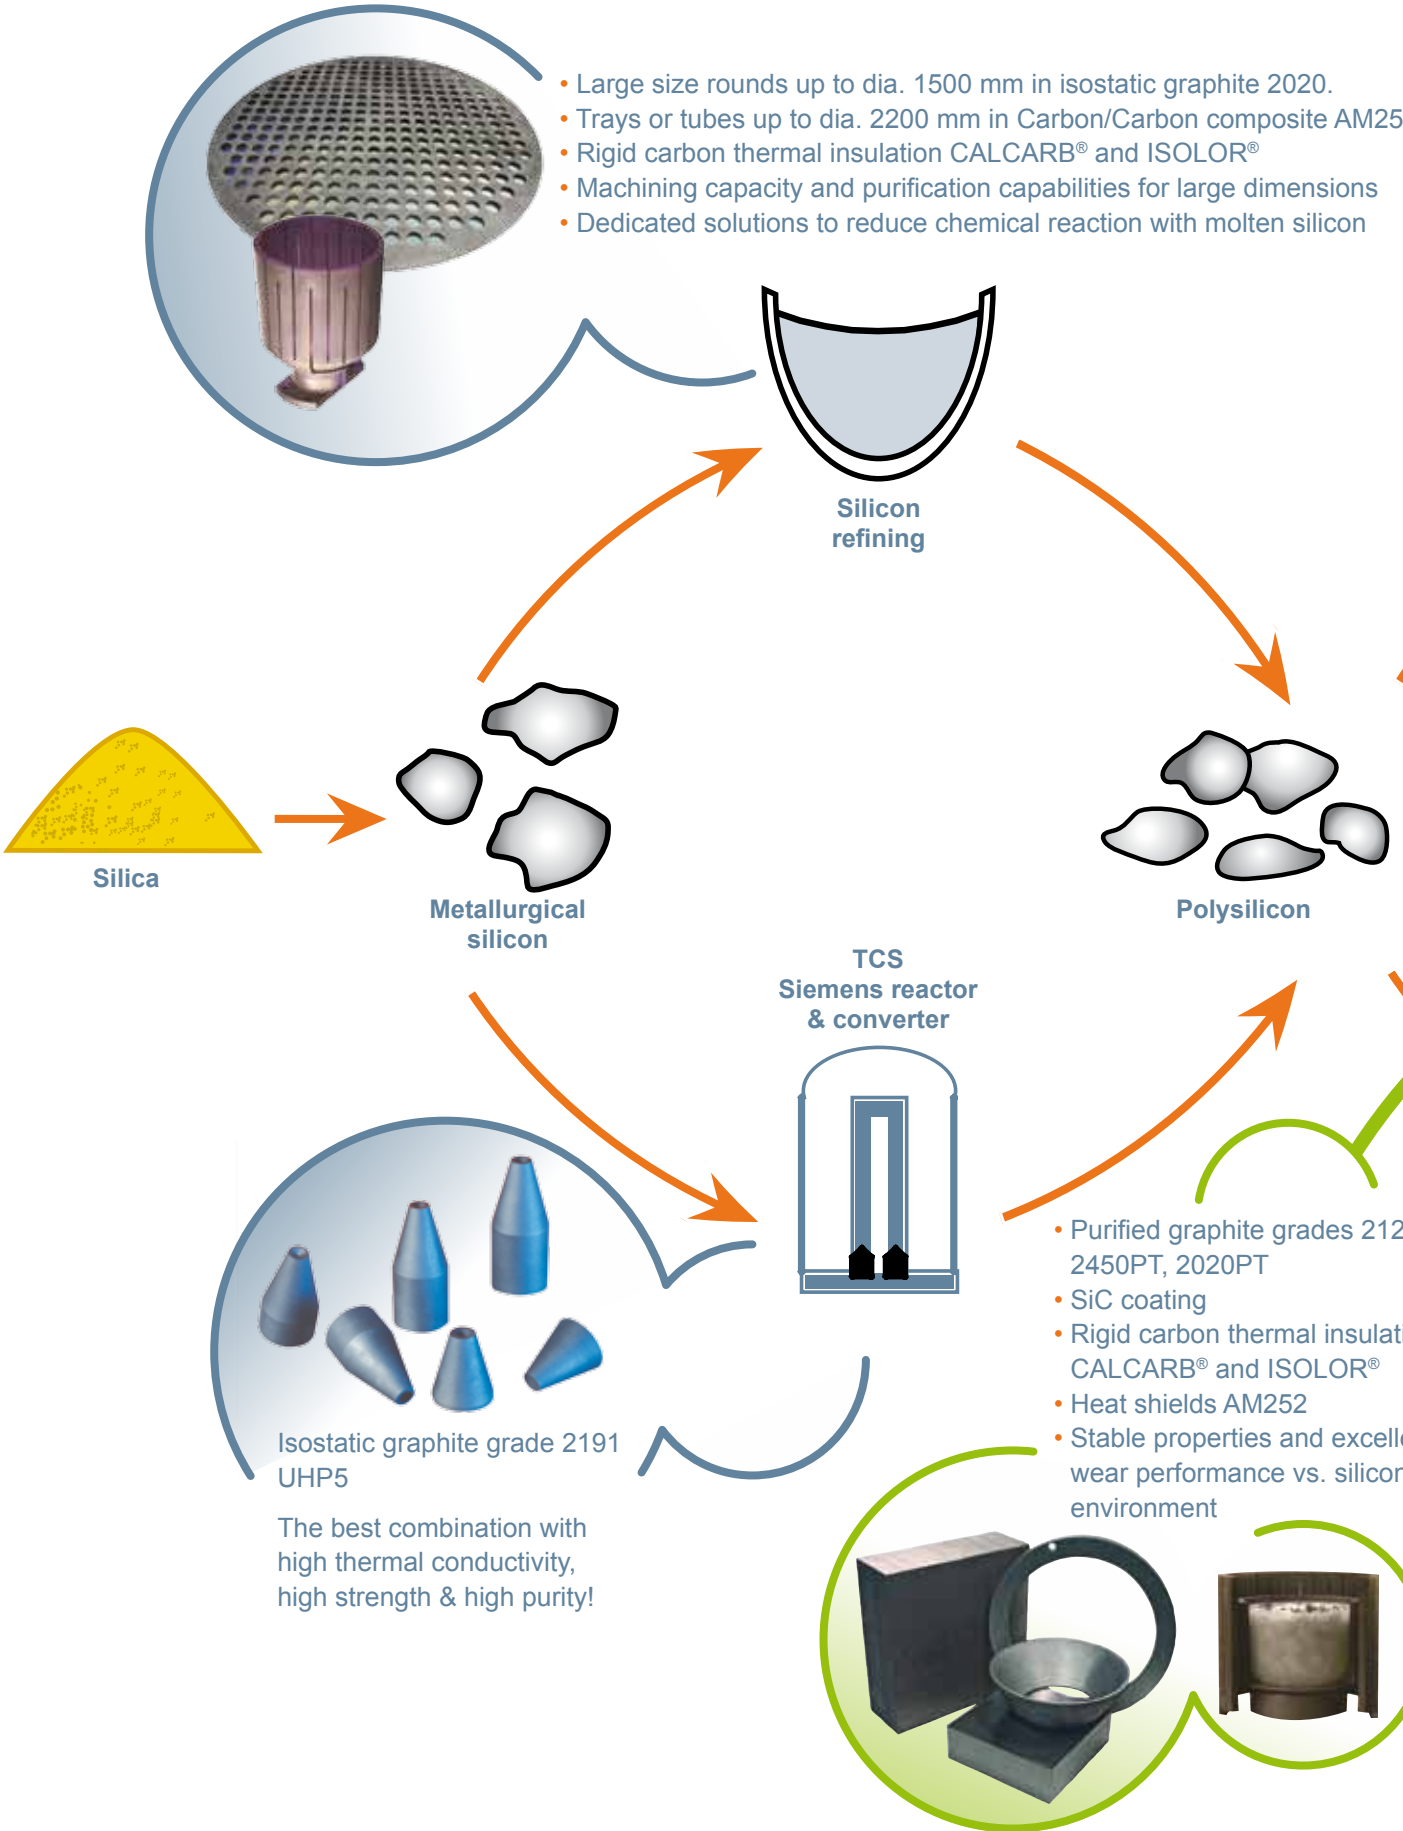 • Large size rounds up to dia. 1500 mm in isostatic graphite 2020.
• Trays or tubes up to dia. 2200 mm in Carbon/Carbon composite AM25
• Rigid carbon thermal insulation CALCARB® and ISOLOR®
• Machining capacity and purification capabilities for large dimensions
• Dedicated solutions to reduce chemical reaction with molten silicon
Silicon
refining
Silica
Metallurgical
silicon
Polysilicon
TCS
Siemens reactor
& converter
Isostatic graphite grade 2191
UHP5
The best combination with
high thermal conductivity,
high strength & high purity!
• Purified graphite grades 212
2450PT, 2020PT
• SiC coating
• Rigid carbon thermal insulati
CALCARB® and ISOLOR®
• Heat shields AM252
• Stable properties and excelle
wear performance vs. silicon
environment